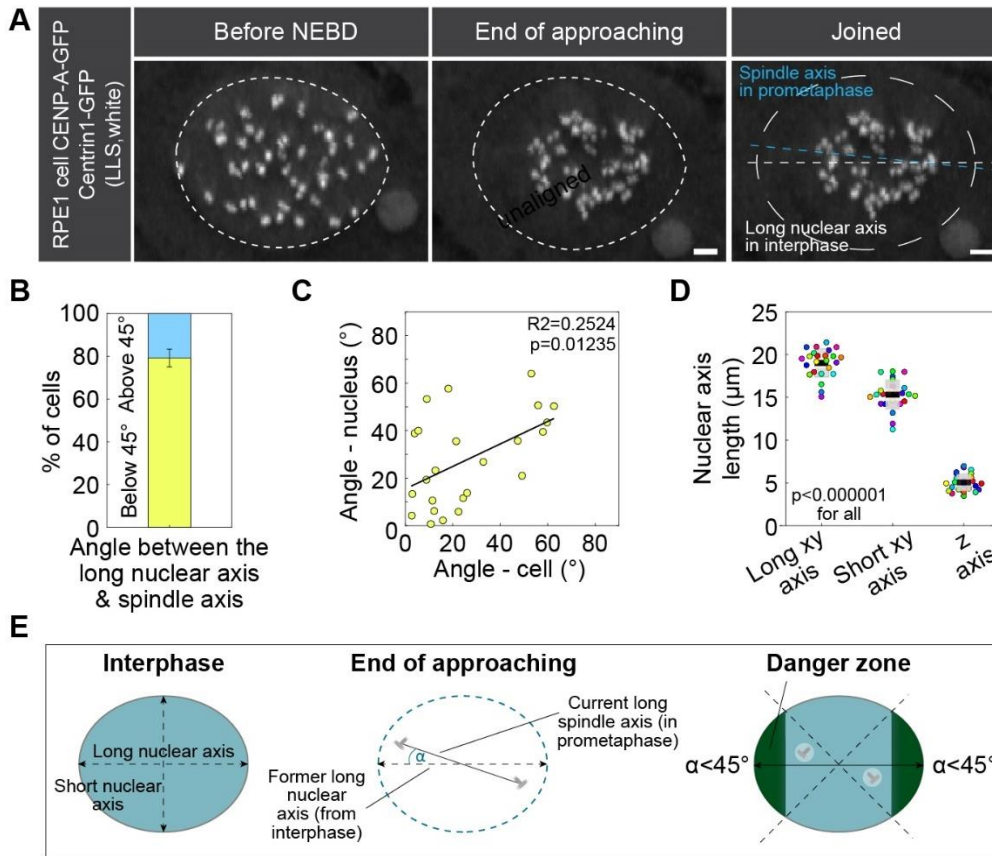 A
RPE1 cell CENP-A-GFP
Centrin1-GFP
(LLS,white)
Before NEBD
End of approaching
Joined
unaligned
Spindle axis
in prometaphase
Long nuclear axis
in interphase
B
% of cells
100
80
60
40
20
0
Below 45° Above 45°
Angle between the
long nuclear axis
& spindle axis
C
Angle - nucleus (°)
80
60
40
20
0
R2=0.2524
p=0.01235
0 20 40 60 80
Angle - cell (°)
D
Nuclear axis
length (µm)
25
20
15
10
5
0
p<0.000001
for all
Long xy
axis
Short xy
axis
z
axis
E
Interphase
Long nuclear axis
Short nuclear
axis
End of approaching
α
Current long
spindle axis (in
prometaphase)
Former long
nuclear
axis (from
interphase)
Danger zone
α<45°
α<45°